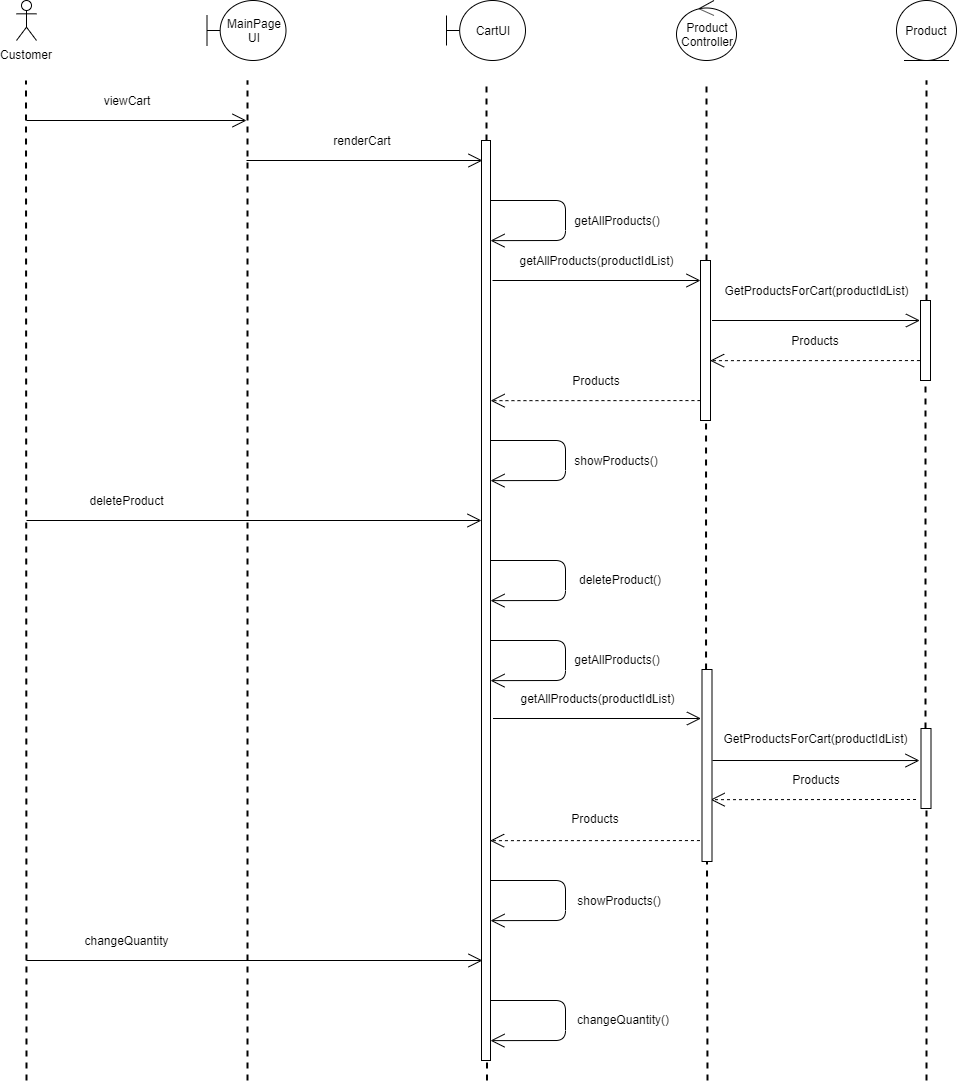 Customer
MainPage
UI
CartUI
Product
Controller
Product
viewCart
renderCart
getAllProducts()
getAllProducts(productIdList)
GetProductsForCart(productIdList)
Products
Products
showProducts()
deleteProduct
deleteProduct()
getAllProducts()
getAllProducts(productIdList)
GetProductsForCart(productIdList)
Products
Products
showProducts()
changeQuantity
changeQuantity()